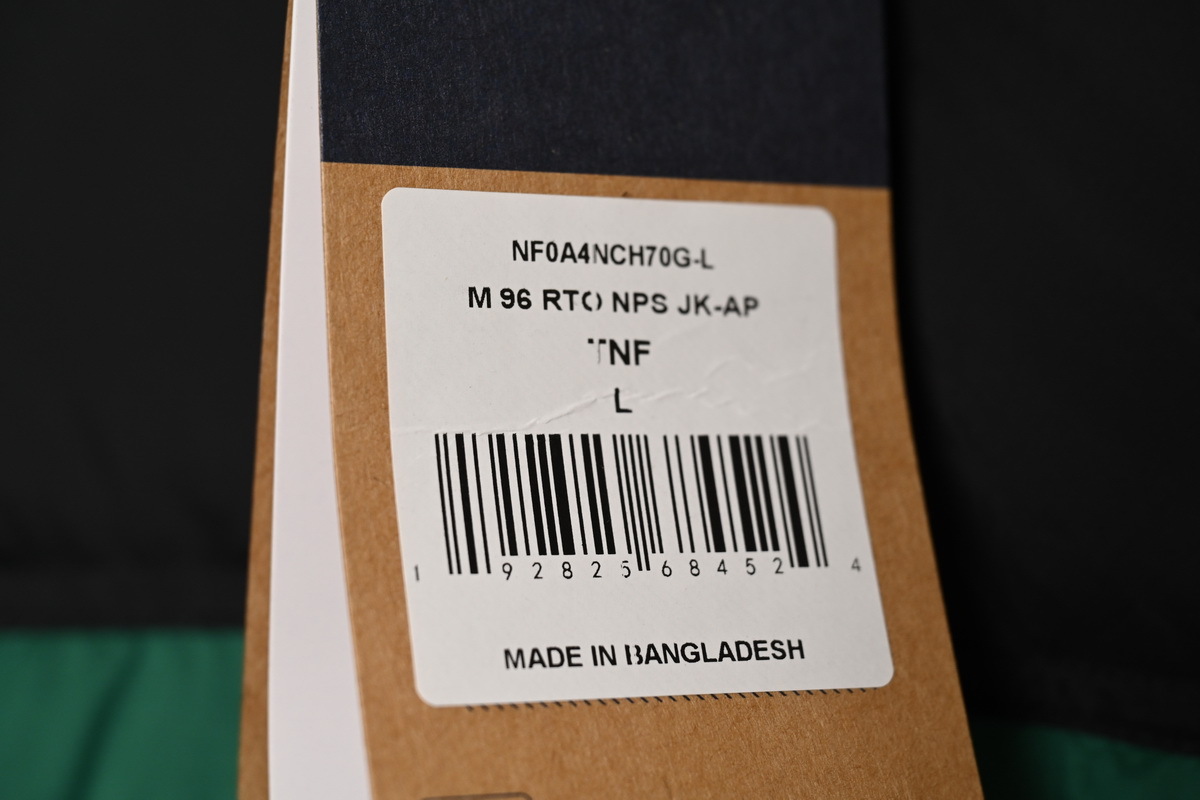 NF0A4NCH70G-L
M 96 RTO NPS JK-AP
TNF
L
1 92825 68452 4
MADE IN BANGLADESH